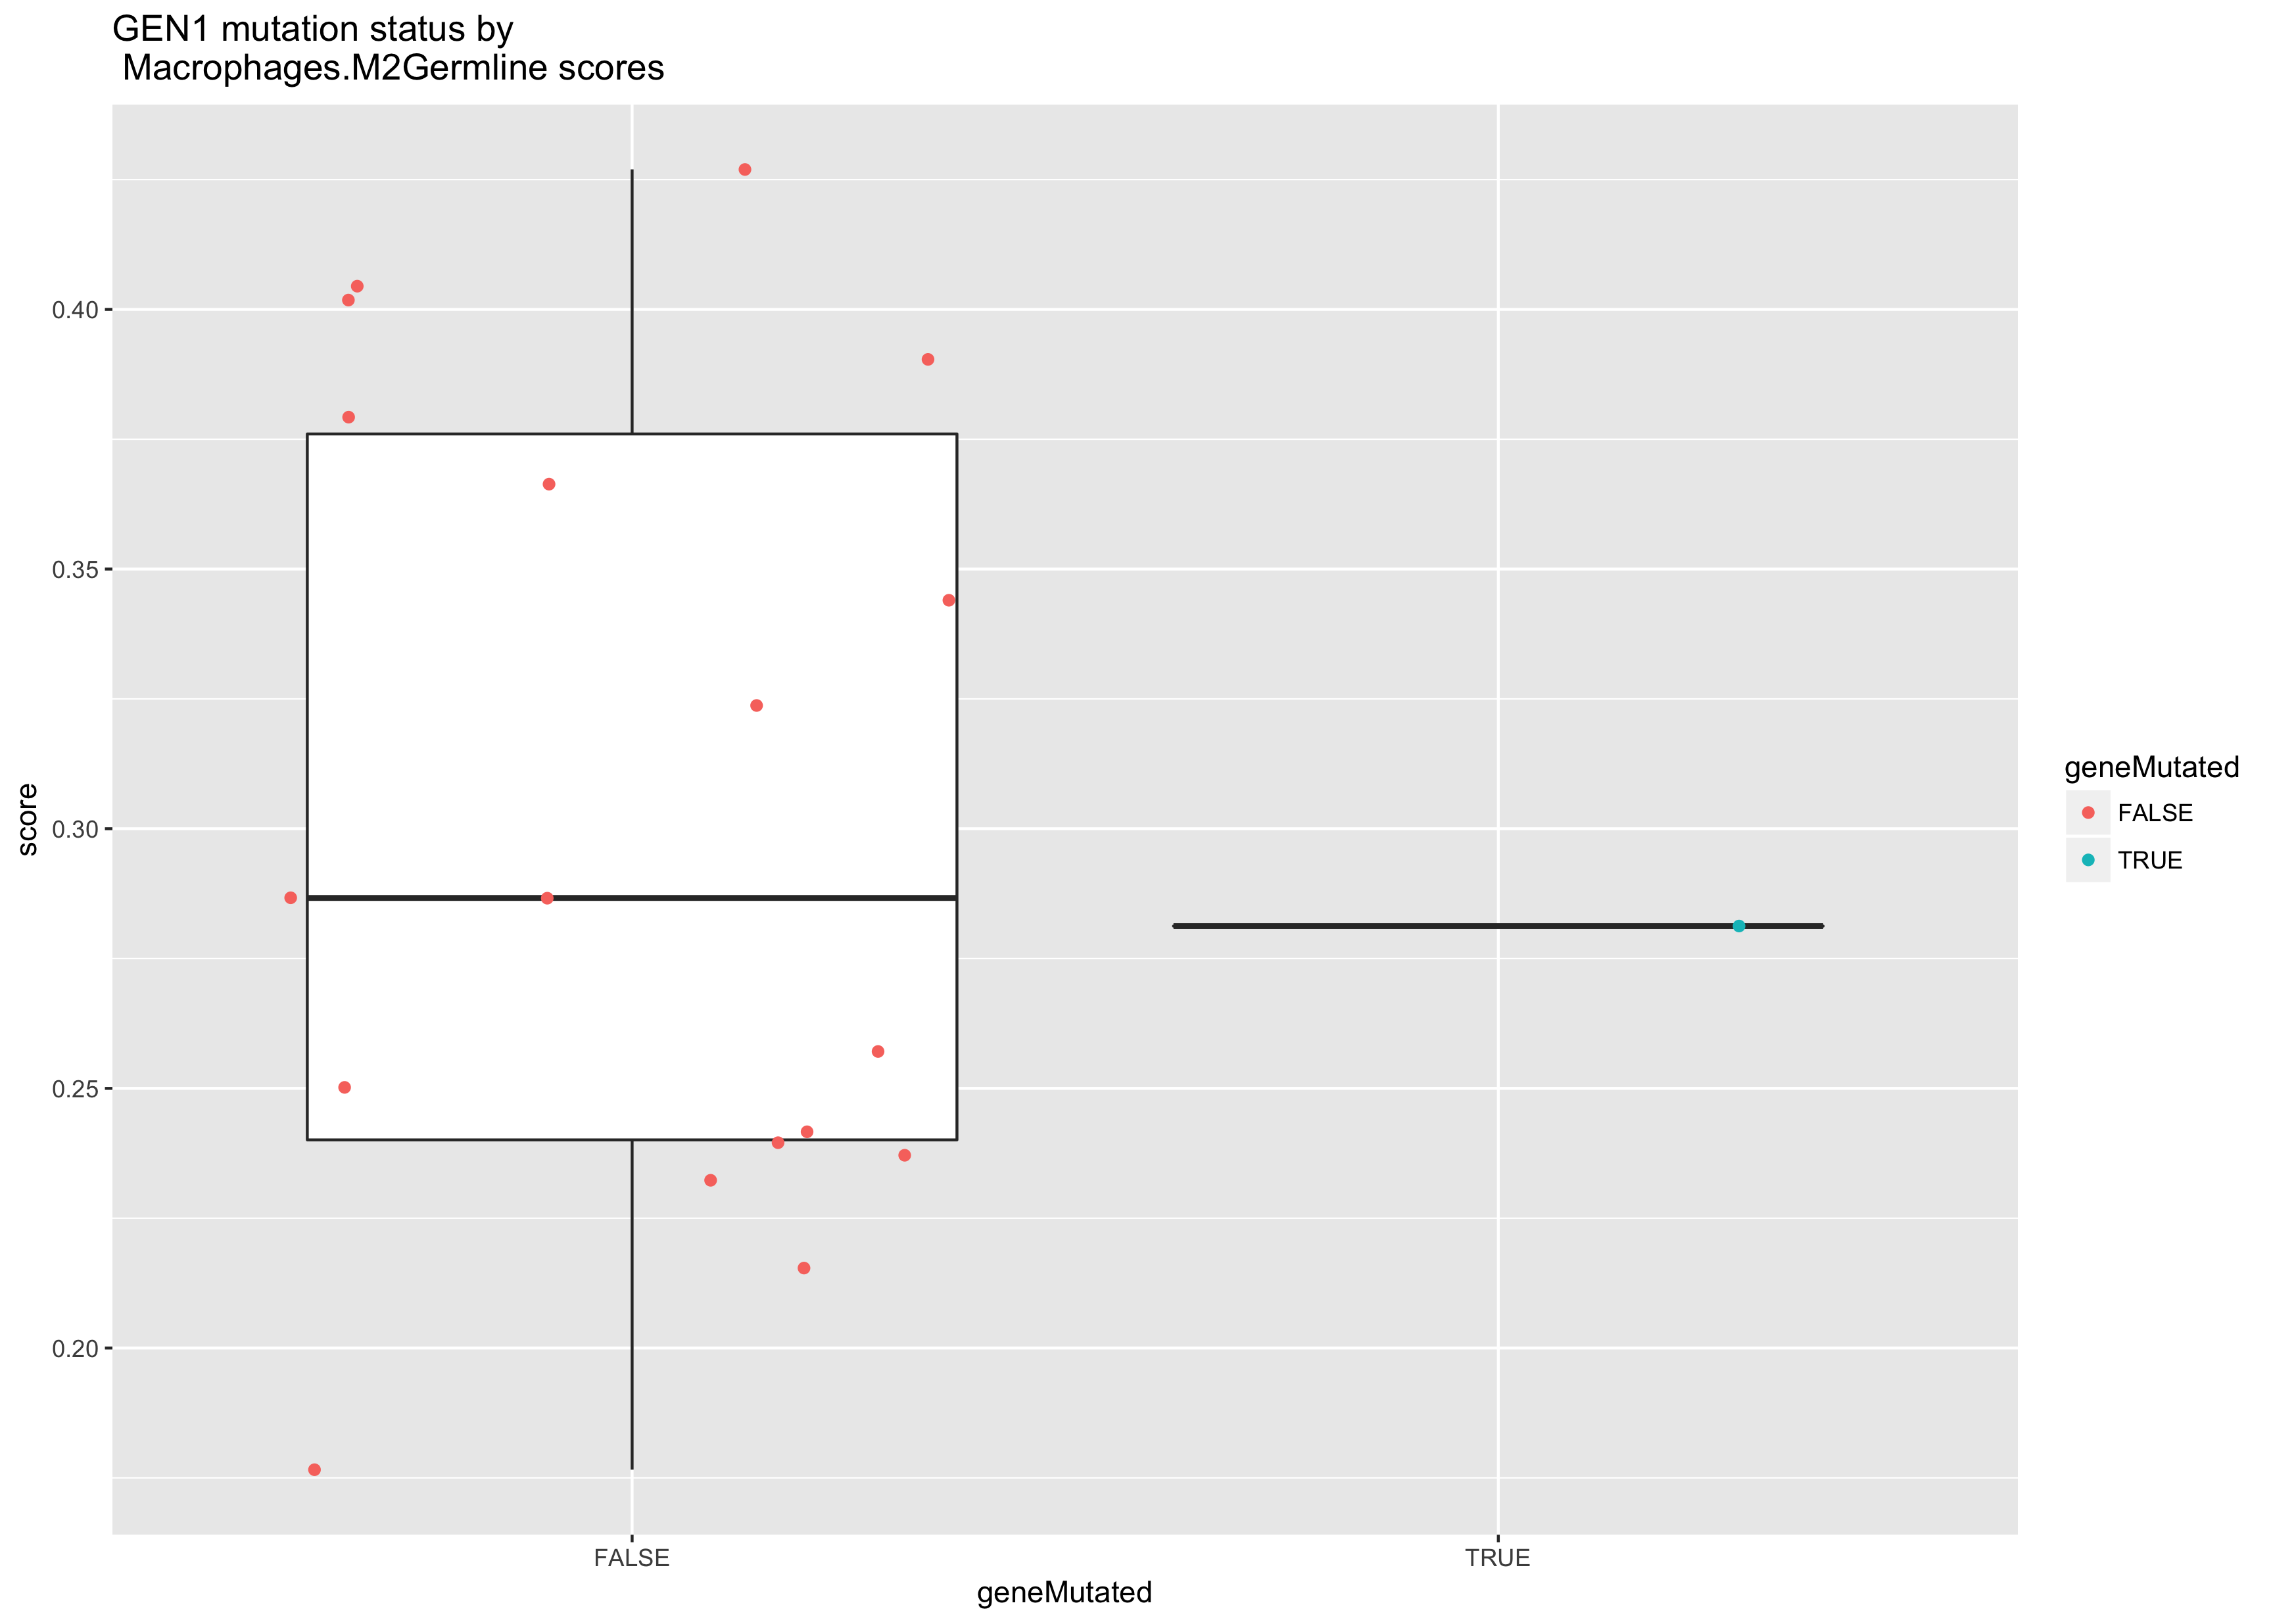 GEN1 mutation status by
Macrophages.M2Germline scores
0.40
0.35
0.30
0.25
0.20
score
FALSE
TRUE
geneMutated
geneMutated
FALSE
TRUE